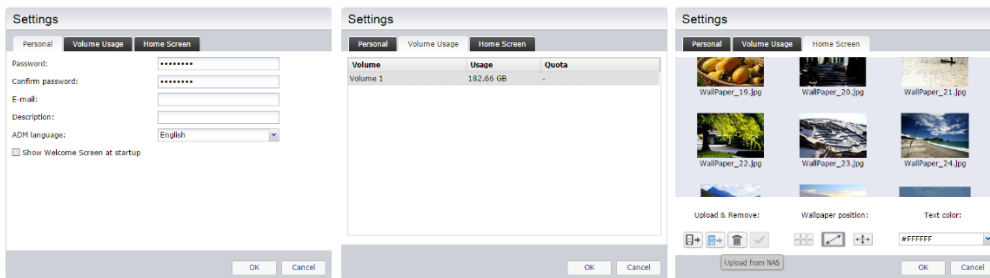 Settings
Personal Volume Usage Home Screen
Password: ••••••••
Confirm password: ••••••••
E-mail:
Description:
ADM language: English
Show Welcome Screen at startup
OK Cancel
Settings
Personal Volume Usage Home Screen
Volume Usage Quota
Volume 1 182.66 GB -
OK Cancel
Settings
Personal Volume Usage Home Screen
WallPaper_19.jpg WallPaper_20.jpg WallPaper_21.jpg
WallPaper_22.jpg WallPaper_23.jpg WallPaper_24.jpg
Upload & Remove: Wallpaper position: Text color:
#FFFFFF
Upload from NAS
OK Cancel